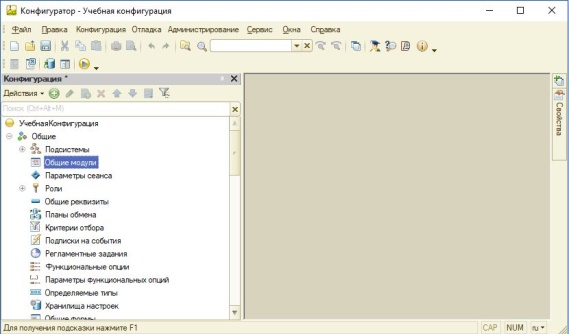 Конфигуратор - Учебная конфигурация
Файл Правка Конфигурация Отладка Администрирование Сервис Окна Справка
Конфигурация *
Действия
Поиск (Ctrl+Alt+M)
УчебнаяКонфигурация
Общие
Подсистемы
Общие модули
Параметры сеанса
Роли
Общие реквизиты
Планы обмена
Критерии отбора
Подписки на события
Регламентные задания
Функциональные опции
Параметры функциональных опций
Определяемые типы
Хранилища настроек
Общие формы
Свойства
Для получения подсказки нажмите F1
CAP NUM ru